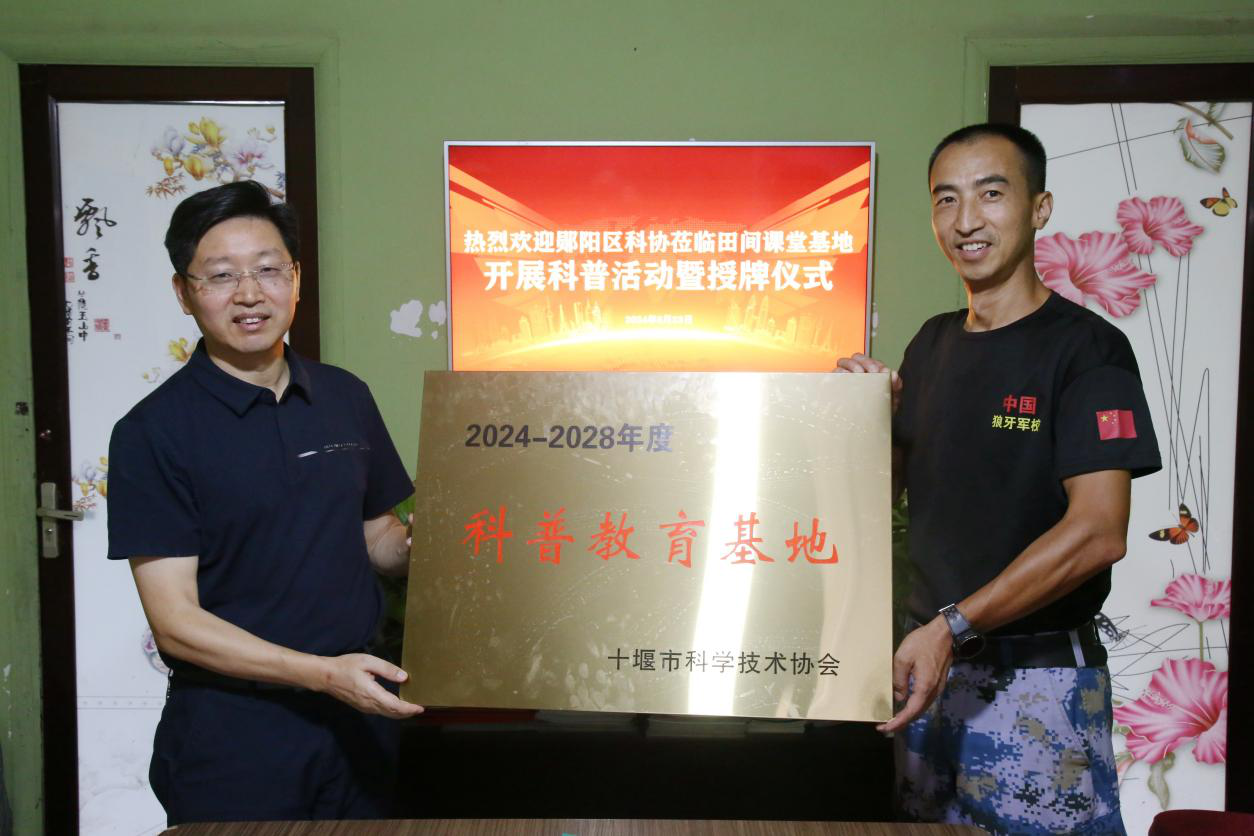 飘香
热烈欢迎郧阳区科协莅临田间课堂基地
开展科普活动暨授牌仪式
2024-2028年度
科普教育基地
十堰市科学技术协会
中国
狼牙军校